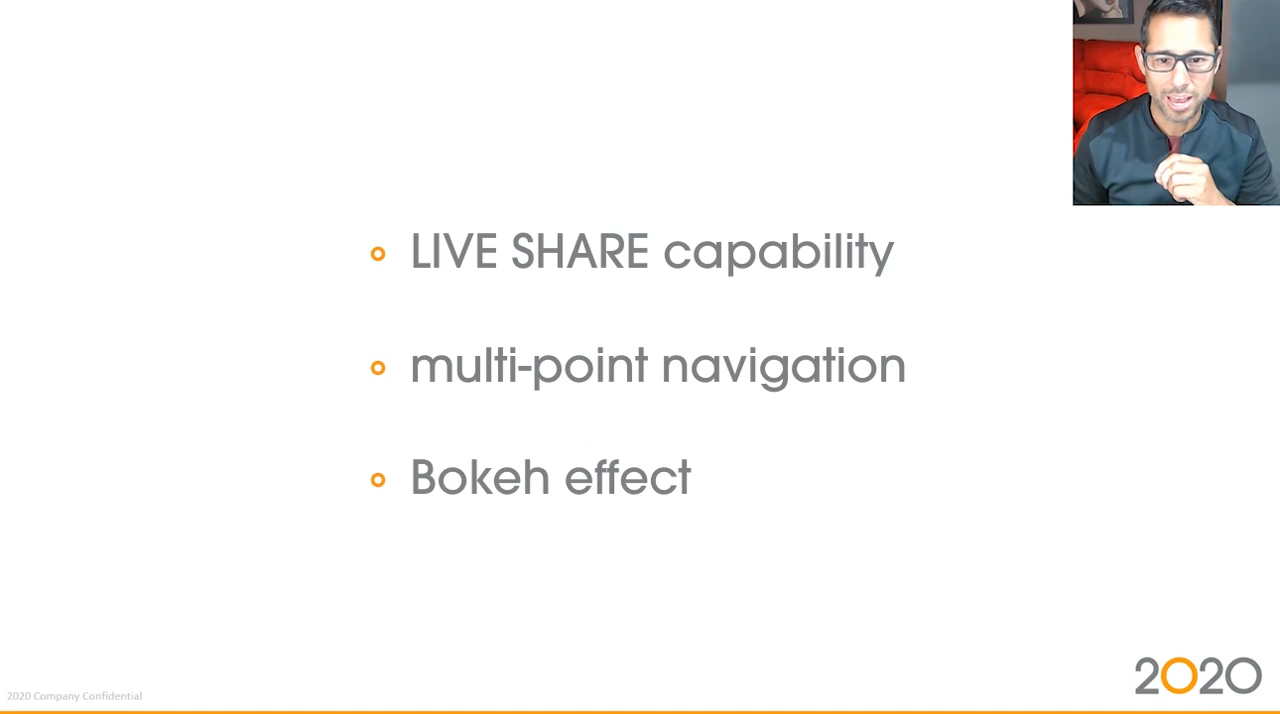 LIVE SHARE capability
multi-point navigation
Bokeh effect
2020 Company Confidential
2020